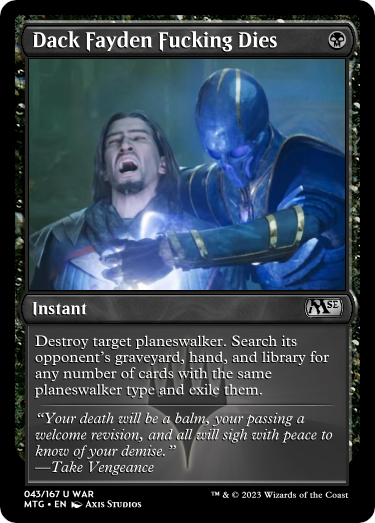 Dack Fayden Fucking Dies
Instant
MSE
Destroy target planeswalker. Search its
opponent's graveyard, hand, and library for
any number of cards with the same
planeswalker type and exile them.
“Your death will be a balm, your passing a
welcome revision, and all will sigh with peace to
know of your demise.”
—Take Vengeance
043/167 U WAR
MTG • EN Axis Studios
™ & © 2023 Wizards of the Coast